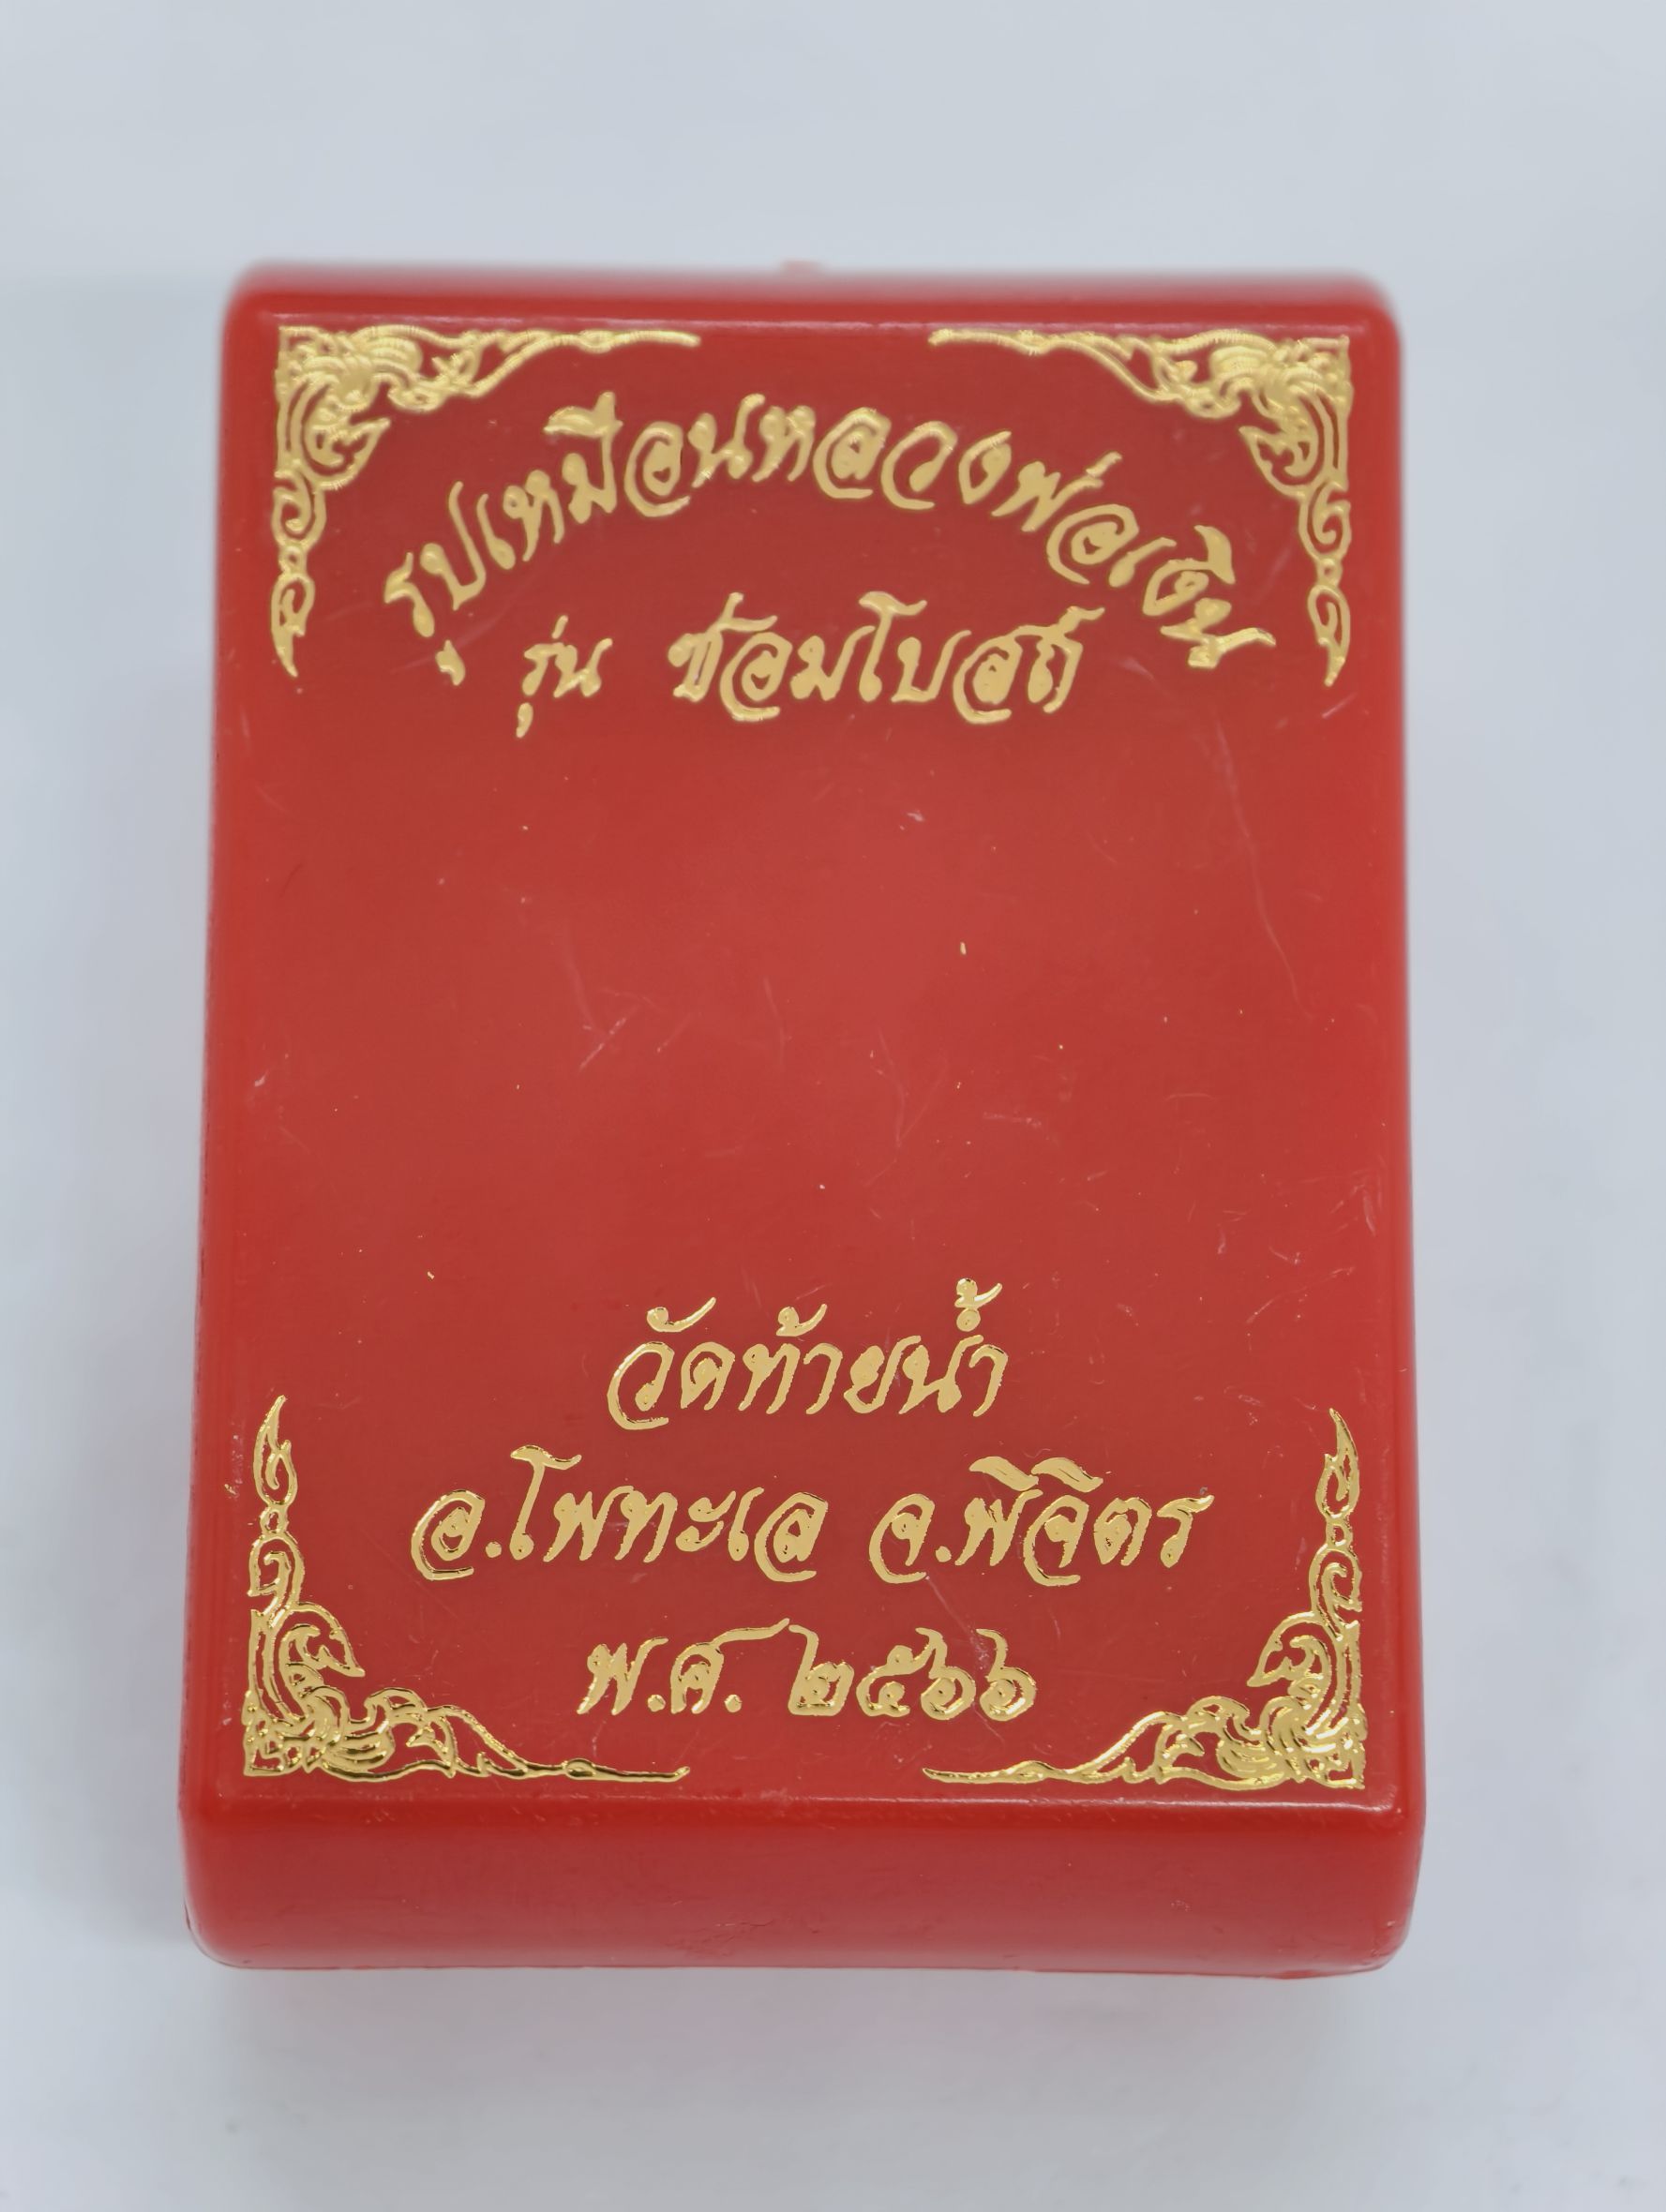 รูปเหมือนหลวงพ่อเงิน
รุ่น ซ่อมโบสถ์
วัดท้ายน้ำ
อ.โพทะเล จ.พิจิตร
พ.ศ. ๒๕๖๖